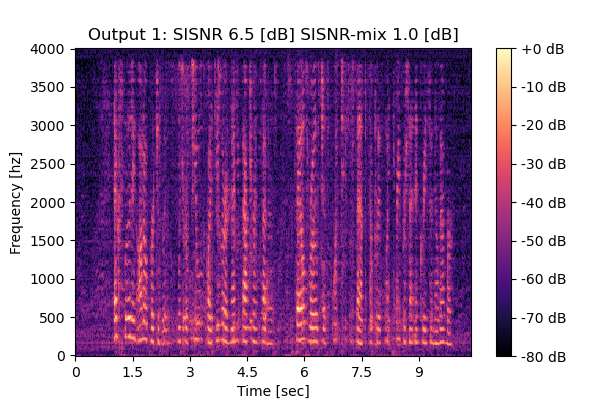 Output 1: SISNR 6.5 [dB] SISNR-mix 1.0 [dB]
4000
3500
3000
2500
2000
1500
1000
500
0
Frequency [hz]
0 1.5 3 4.5 6 7.5 9
Time [sec]
+0 dB
-10 dB
-20 dB
-30 dB
-40 dB
-50 dB
-60 dB
-70 dB
-80 dB